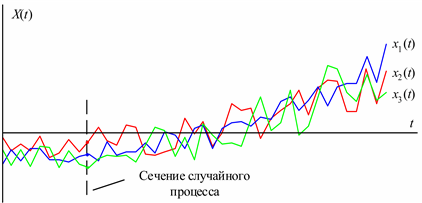 X(t)
x₁(t)
x₂(t)
x₃(t)
t
Сечение случайного
процесса